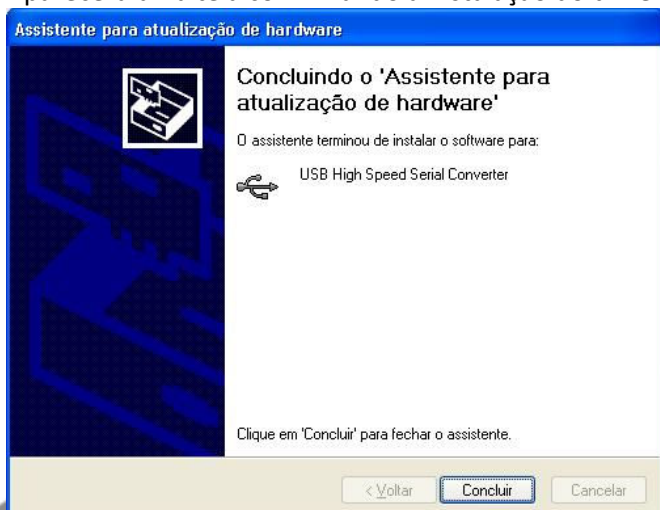 Assistente para atualização de hardware
Concluindo o 'Assistente para
atualização de hardware'
O assistente terminou de instalar o software para:
USB High Speed Serial Converter
Clique em 'Concluir' para fechar o assistente.
< Voltar Concluir Cancelar